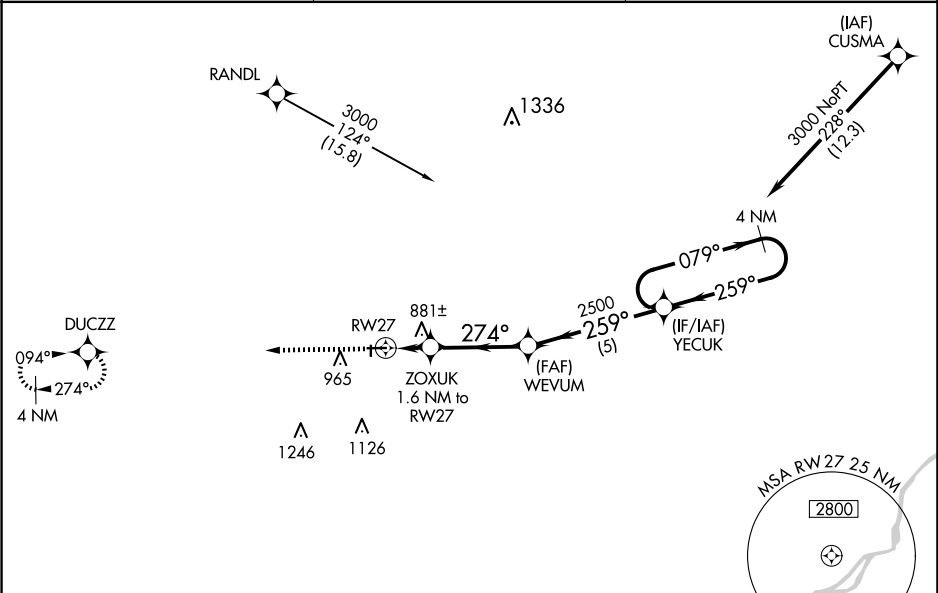 (IAF)
CUSMA
RANDL
1336
3000
124°
(15.8)
3000 NoPT
228°
(12.3)
4 NM
079°
259°
(IF/IAF)
YECUK
2500
259°
(5)
881±
DUCZZ
RW27
274°
094°
274°
4 NM
965
ZOXUK
1.6 NM to
RW27
(FAF)
WEVUM
1246
1126
MSA RW27 25 NM
2800